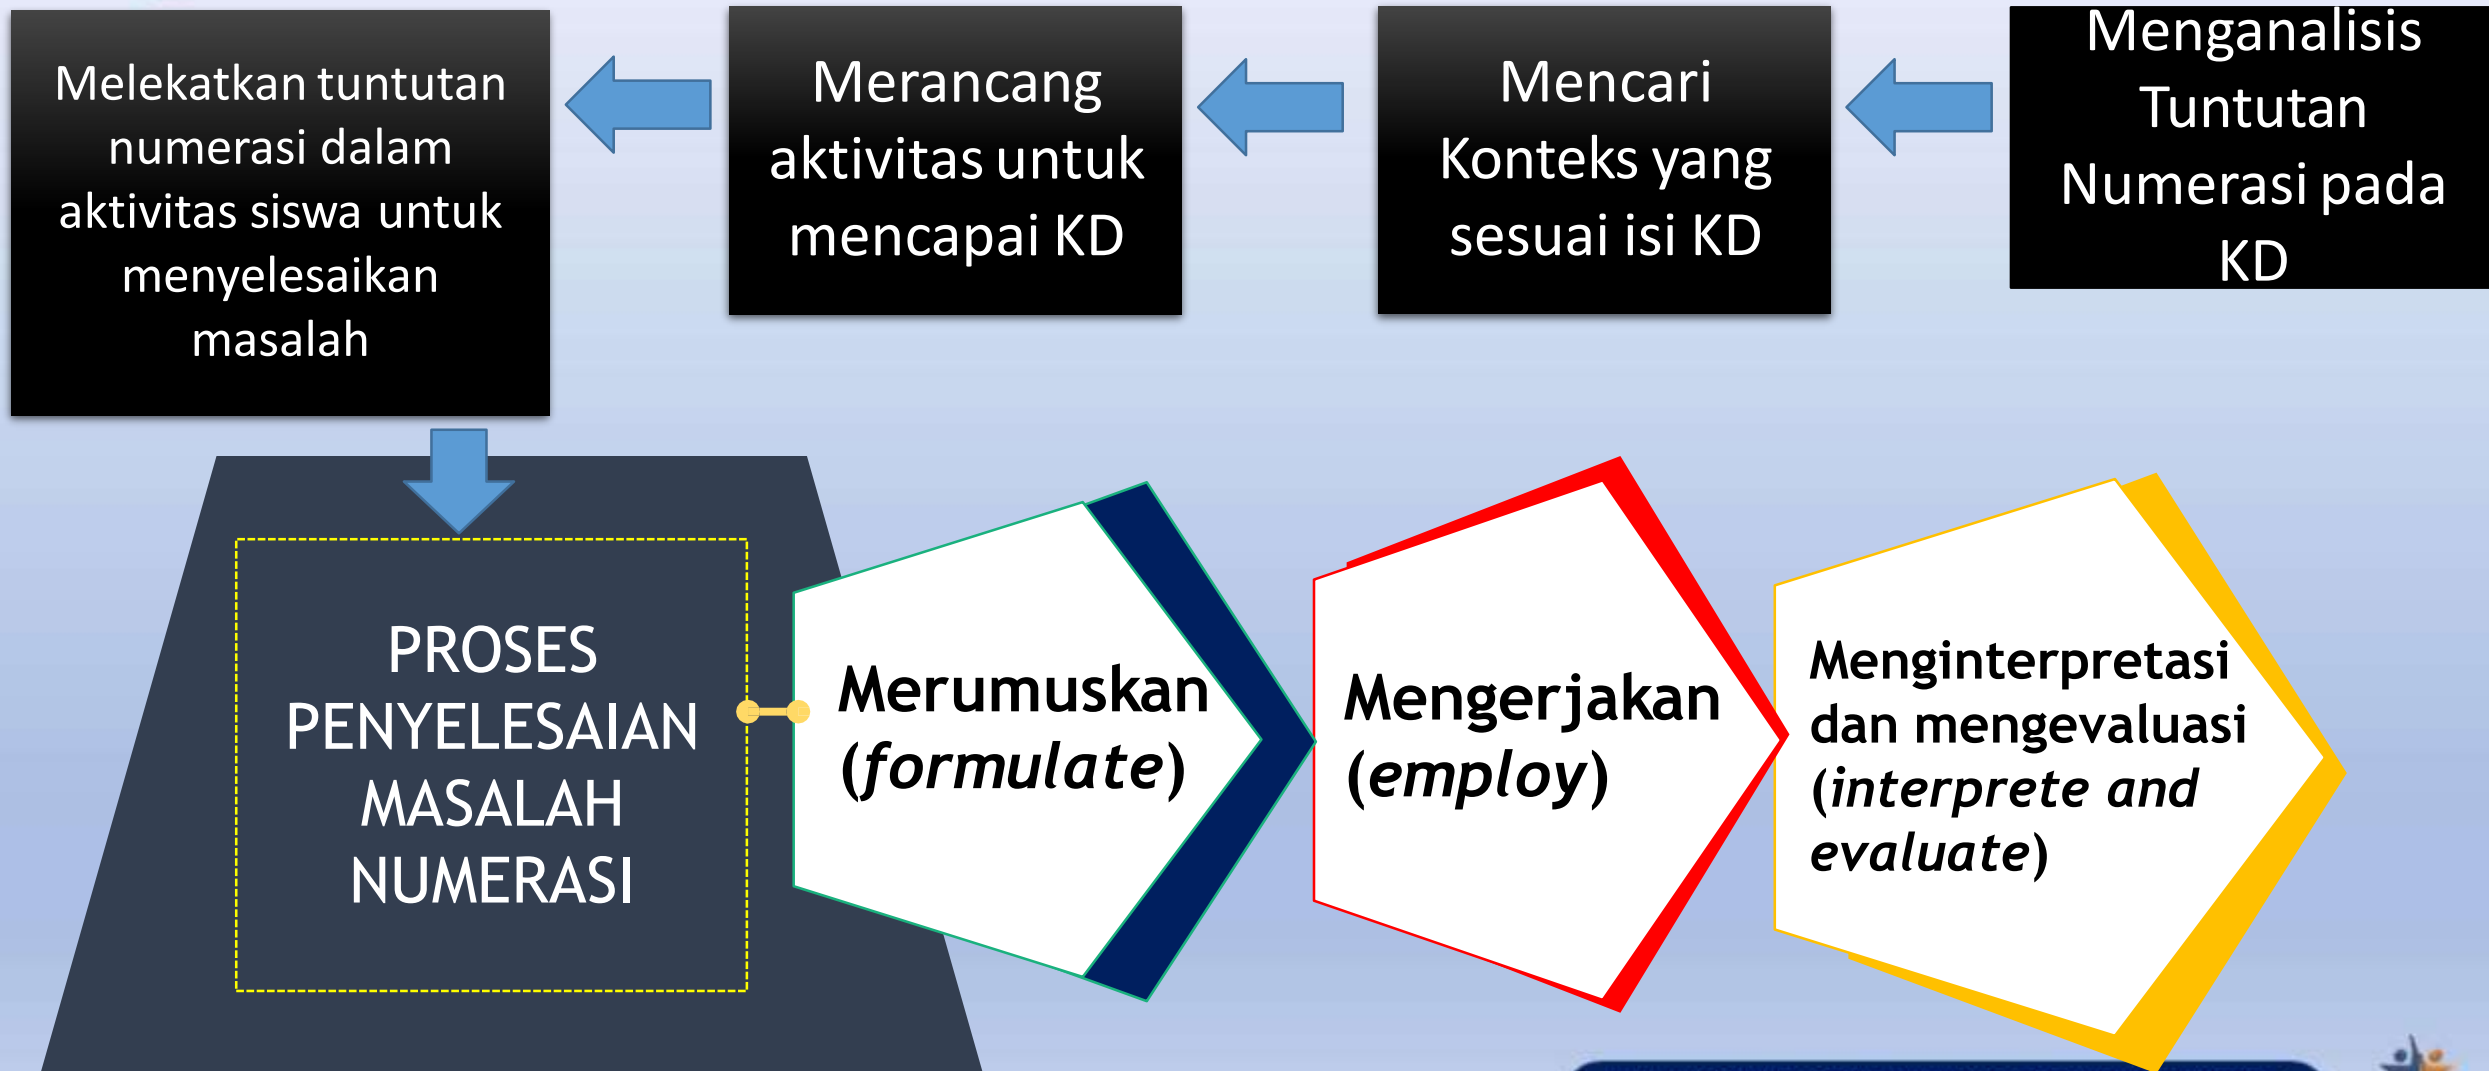 Melekatkan tuntutan
numerasi dalam
aktivitas siswa untuk
menyelesaikan
masalah
Merancang
aktivitas untuk
mencapai KD
Mencari
Konteks yang
sesuai isi KD
Menganalisis
Tuntutan
Numerasi pada
KD
PROSES
PENYELESAIAN
MASALAH
NUMERASI
Merumuskan
(formulate)
Mengerjakan
(employ)
Menginterpretasi
dan mengevaluasi
(interprete and
evaluate)